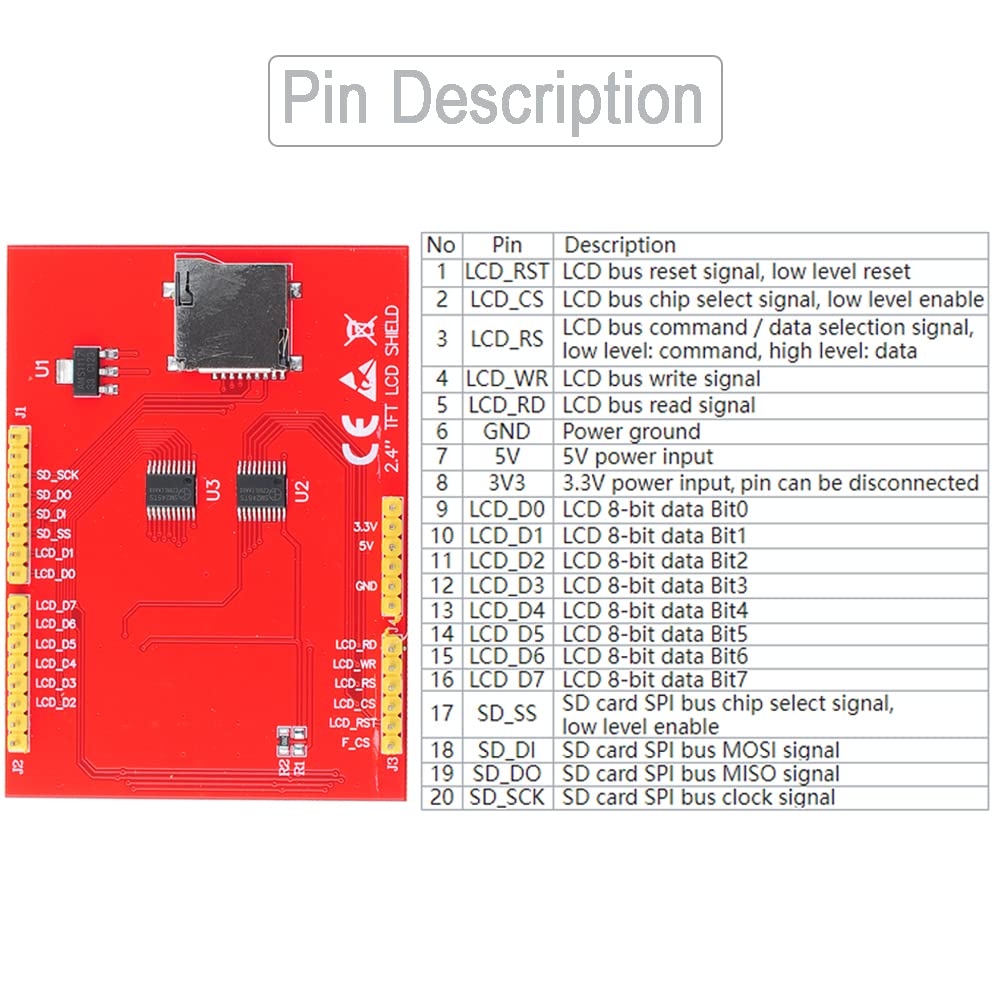 Pin Description
No Pin Description
1 LCD_RST LCD bus reset signal, low level reset
2 LCD_CS LCD bus chip select signal, low level enable
3 LCD_RS LCD bus command / data selection signal,
low level: command, high level: data
4 LCD_WR LCD bus write signal
5 LCD_RD LCD bus read signal
6 GND Power ground
7 5V 5V power input
8 3V3 3.3V power input, pin can be disconnected
9 LCD_D0 LCD 8-bit data Bit0
10 LCD_D1 LCD 8-bit data Bit1
11 LCD_D2 LCD 8-bit data Bit2
12 LCD_D3 LCD 8-bit data Bit3
13 LCD_D4 LCD 8-bit data Bit4
14 LCD_D5 LCD 8-bit data Bit5
15 LCD_D6 LCD 8-bit data Bit6
16 LCD_D7 LCD 8-bit data Bit7
17 SD_SS SD card SPI bus chip select signal,
low level enable
18 SD_DI SD card SPI bus MOSI signal
19 SD_DO SD card SPI bus MISO signal
20 SD_SCK SD card SPI bus clock signal
U1
J1
SD_SCK
SD_DO
SD_DI
SD_SS
LCD_D1
LCD_D0
LCD_D7
LCD_D6
LCD_D5
LCD_D4
LCD_D3
LCD_D2
J2
U3
U2
CE
2.4" TFT LCD SHIELD
3.3V
5V
GND
LCD_RD
LCD_WR
LCD_RS
LCD_CS
LCD_RST
F_CS
R2
R1
J3